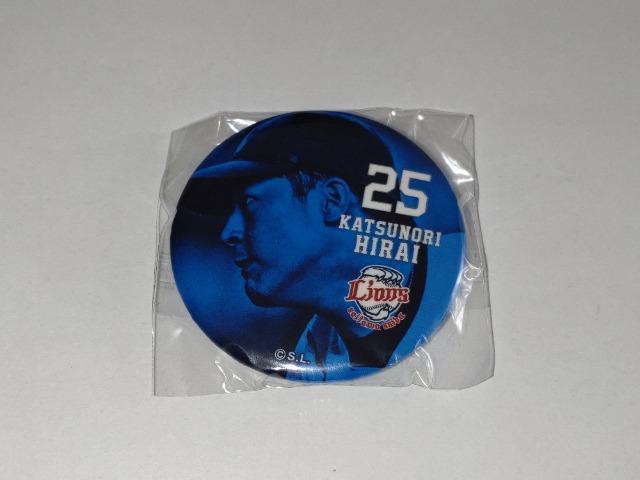 25
KATSUNORI
HIRAI
Lions
©S.L.